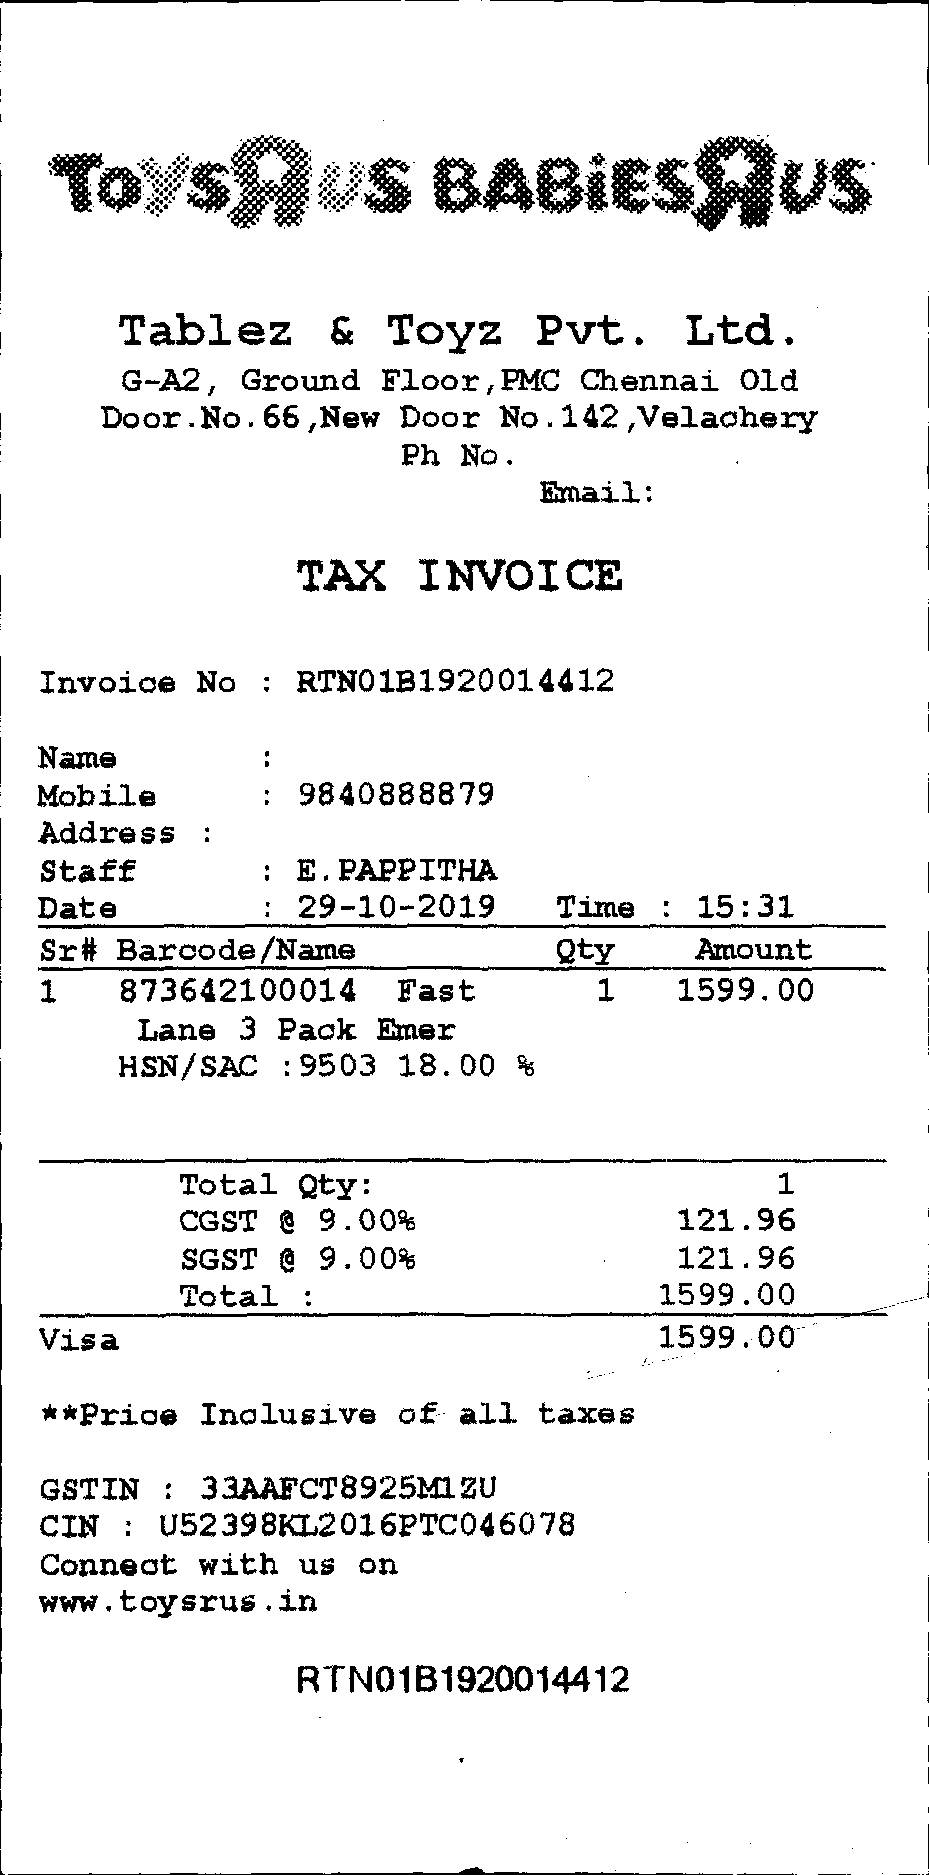 TOYSRUS BABiESRUS
Tablez & Toyz Pvt. Ltd.
G-A2, Ground Floor,PMC Chennai Old
Door.No.66,New Door No.142,Velachery
Ph No.
Email:
TAX INVOICE
Invoice No : RTN01B1920014412
Name :
Mobile : 9840888879
Address :
Staff : E.PAPPITHA
Date : 29-10-2019 Time : 15:31
Sr# Barcode/Name Qty Amount
1 873642100014 Fast 1 1599.00
Lane 3 Pack Emer
HSN/SAC :9503 18.00 %
Total Qty: 1
CGST @ 9.00% 121.96
SGST @ 9.00% 121.96
Total : 1599.00
Visa 1599.00
**Price Inclusive of all taxes
GSTIN : 33AAFCT8925M1ZU
CIN : U52398KL2016PTC046078
Connect with us on
www.toysrus.in
RTN01B1920014412